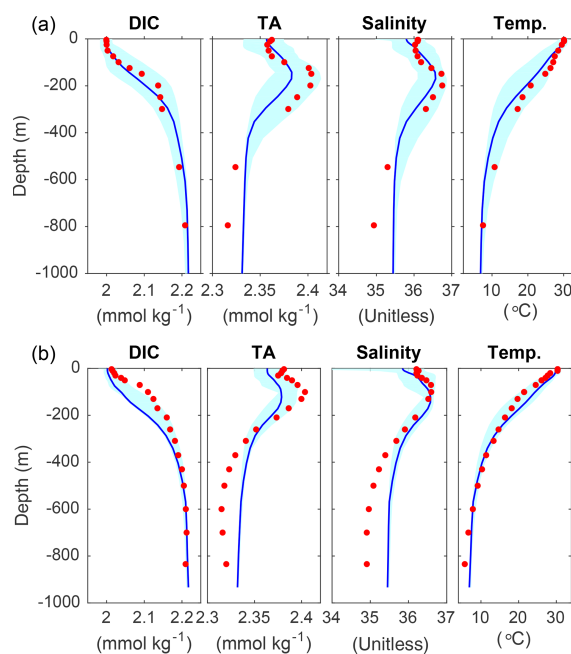 (a) DIC TA Salinity Temp.
0
-200
-400
-600
-800
-1000
Depth (m)
2 2.1 2.2 2.3 2.35 2.4 34 35 36 37 10 20 30
(mmol kg-1) (mmol kg-1) (Unitless) (°C)
(b) DIC TA Salinity Temp.
0
-200
-400
-600
-800
-1000
Depth (m)
2 2.1 2.2 2.3 2.35 2.4 34 35 36 37 10 20 30
(mmol kg-1) (mmol kg-1) (Unitless) (°C)